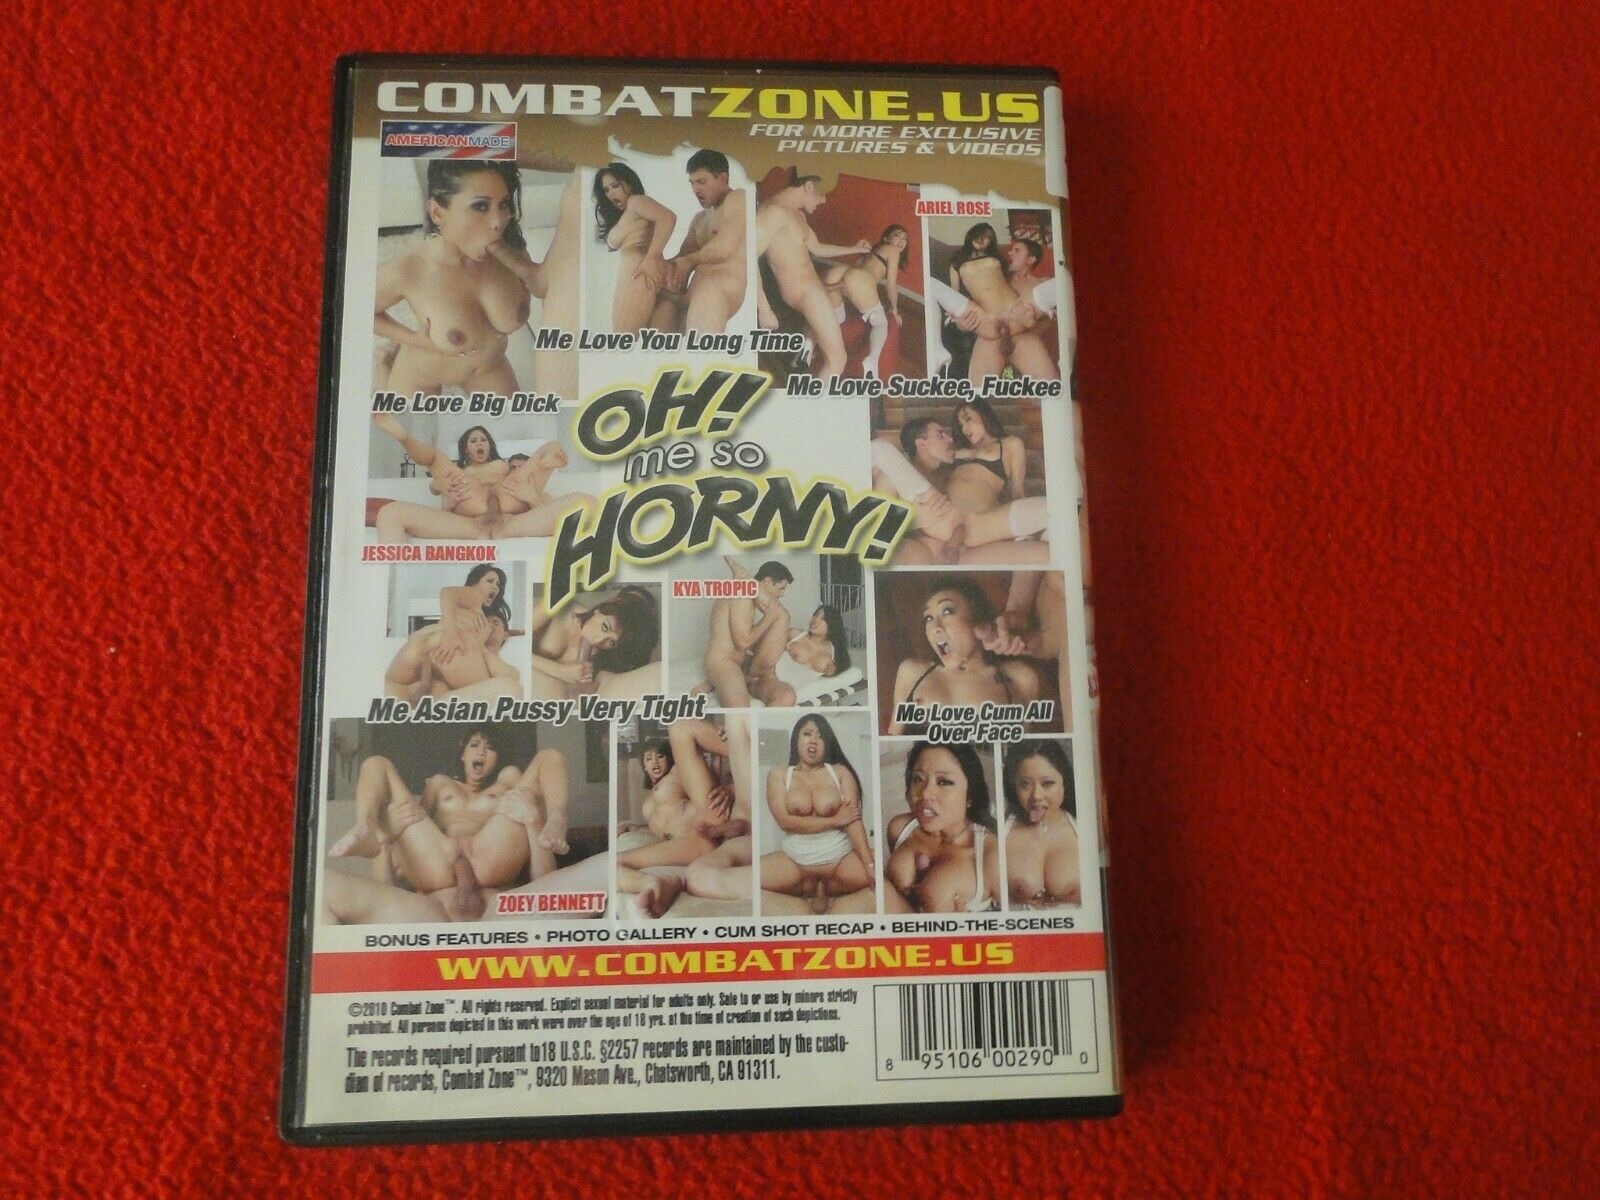 COMBATZONE.US
FOR MORE EXCLUSIVE
PICTURES & VIDEOS
AMERICANMADE
ARIEL ROSE
Me Love You Long Time
Me Love Suckee, Fuckee
Me Love Big Dick
OH!
me so
HORNY!
JESSICA BANGKOK
KYA TROPIC
Me Asian Pussy Very Tight
Me Love Cum All
Over Face
ZOEY BENNETT
BONUS FEATURES • PHOTO GALLERY • CUM SHOT RECAP • BEHIND-THE-SCENES
WWW.COMBATZONE.US
©2010 Combat Zone™. All rights reserved. Explicit sexual material for adults only. Sale to or use by minors strictly
prohibited. All persons depicted in this work were over the age of 18 yrs. at the time of creation of such depictions.
The records required pursuant to18 U.S.C. §2257 records are maintained by the custo-
dian of records, Combat Zone™, 9320 Mason Ave., Chatsworth, CA 91311.
8 95106 00290 0